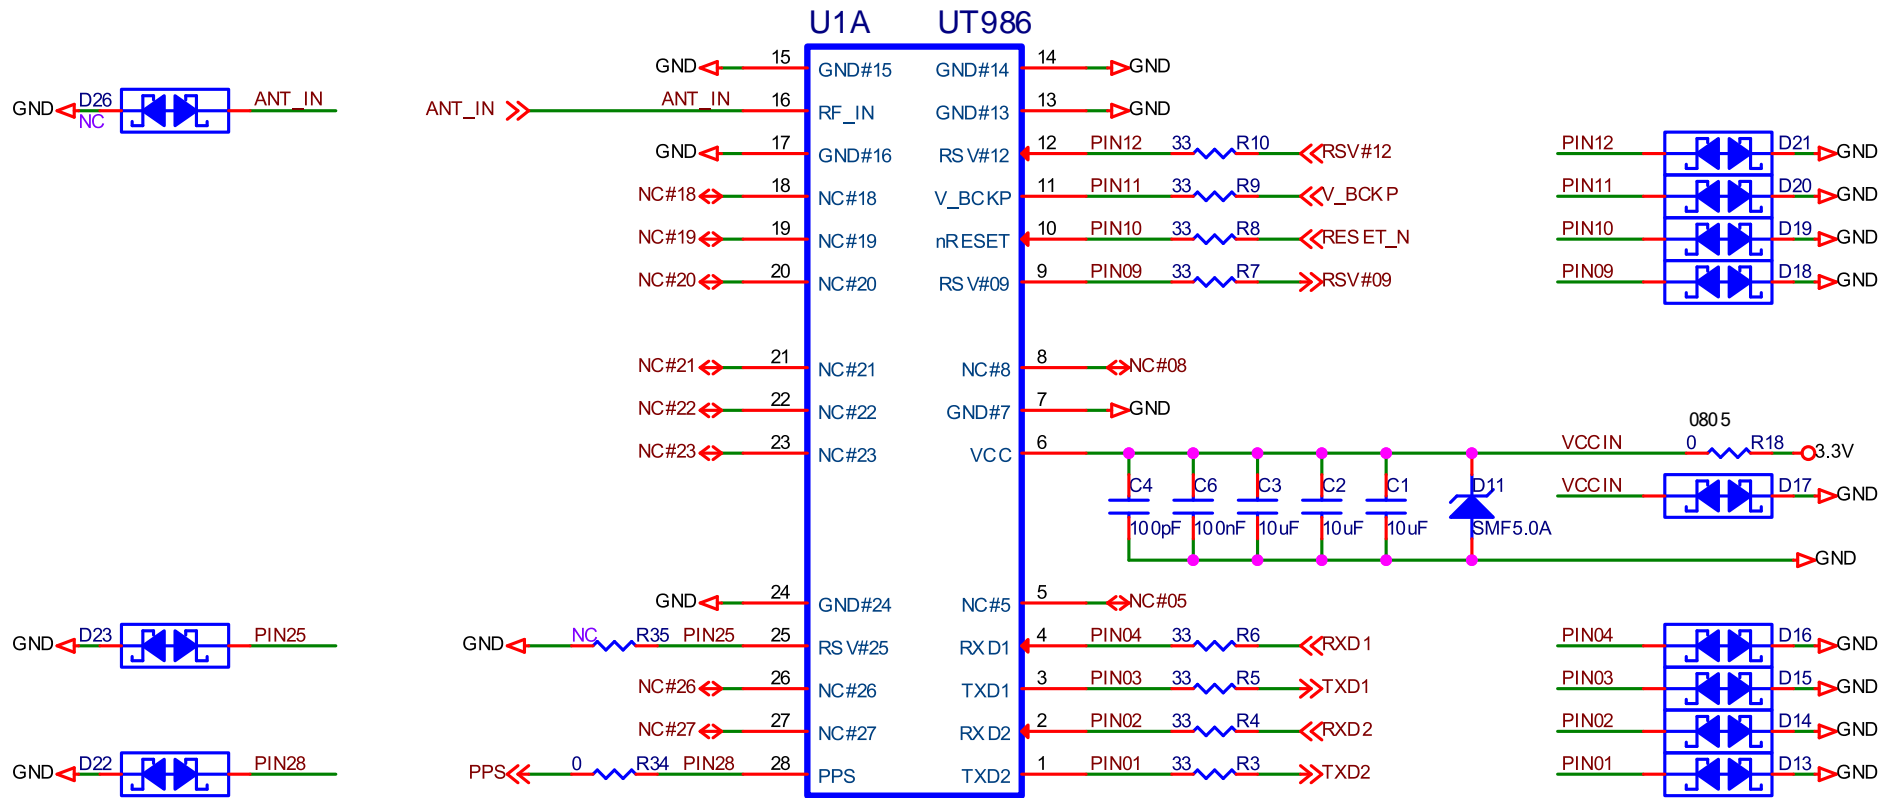 U1A UT986
GND 15 GND#15 GND#14 14 GND
GND D26 NC ANT_IN ANT_IN ANT_IN 16 RF_IN GND#13 13 GND
GND 17 GND#16 RSV#12 12 PIN12 33 R10 RSV#12 PIN12 D21 GND
NC#18 18 NC#18 V_BCKP 11 PIN11 33 R9 V_BCKP PIN11 D20 GND
NC#19 19 NC#19 nRESET 10 PIN10 33 R8 RESET_N PIN10 D19 GND
NC#20 20 NC#20 RSV#09 9 PIN09 33 R7 RSV#09 PIN09 D18 GND
NC#21 21 NC#21 NC#8 8 NC#08
NC#22 22 NC#22 GND#7 7 GND
0805
NC#23 23 NC#23 VCC 6 VCCIN 0 R18 3.3V
C4 C6 C3 C2 C1 D11 VCCIN D17 GND
100pF 100nF 10uF 10uF 10uF SMF5.0A
GND
GND 24 GND#24 NC#5 5 NC#05
GND D23 PIN25 GND NC R35 PIN25 25 RSV#25 RXD1 4 PIN04 33 R6 RXD1 PIN04 D16 GND
NC#26 26 NC#26 TXD1 3 PIN03 33 R5 TXD1 PIN03 D15 GND
NC#27 27 NC#27 RXD2 2 PIN02 33 R4 RXD2 PIN02 D14 GND
GND D22 PIN28 PPS 0 R34 PIN28 28 PPS TXD2 1 PIN01 33 R3 TXD2 PIN01 D13 GND